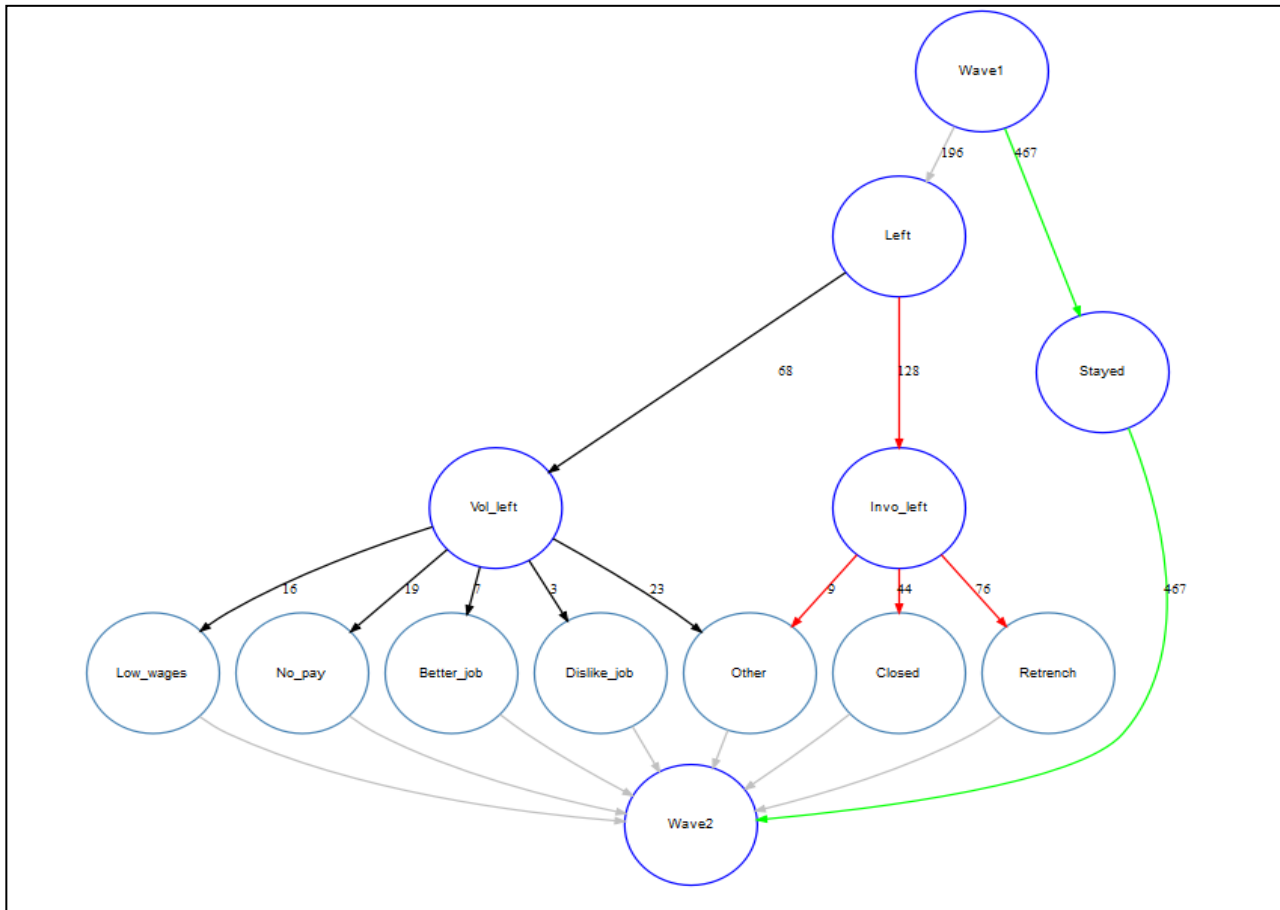 Wave1
196
467
Left
Stayed
68
128
Vol_left
Invo_left
16
19
7
3
23
9
44
76
467
Low_wages
No_pay
Better_job
Dislike_job
Other
Closed
Retrench
Wave2